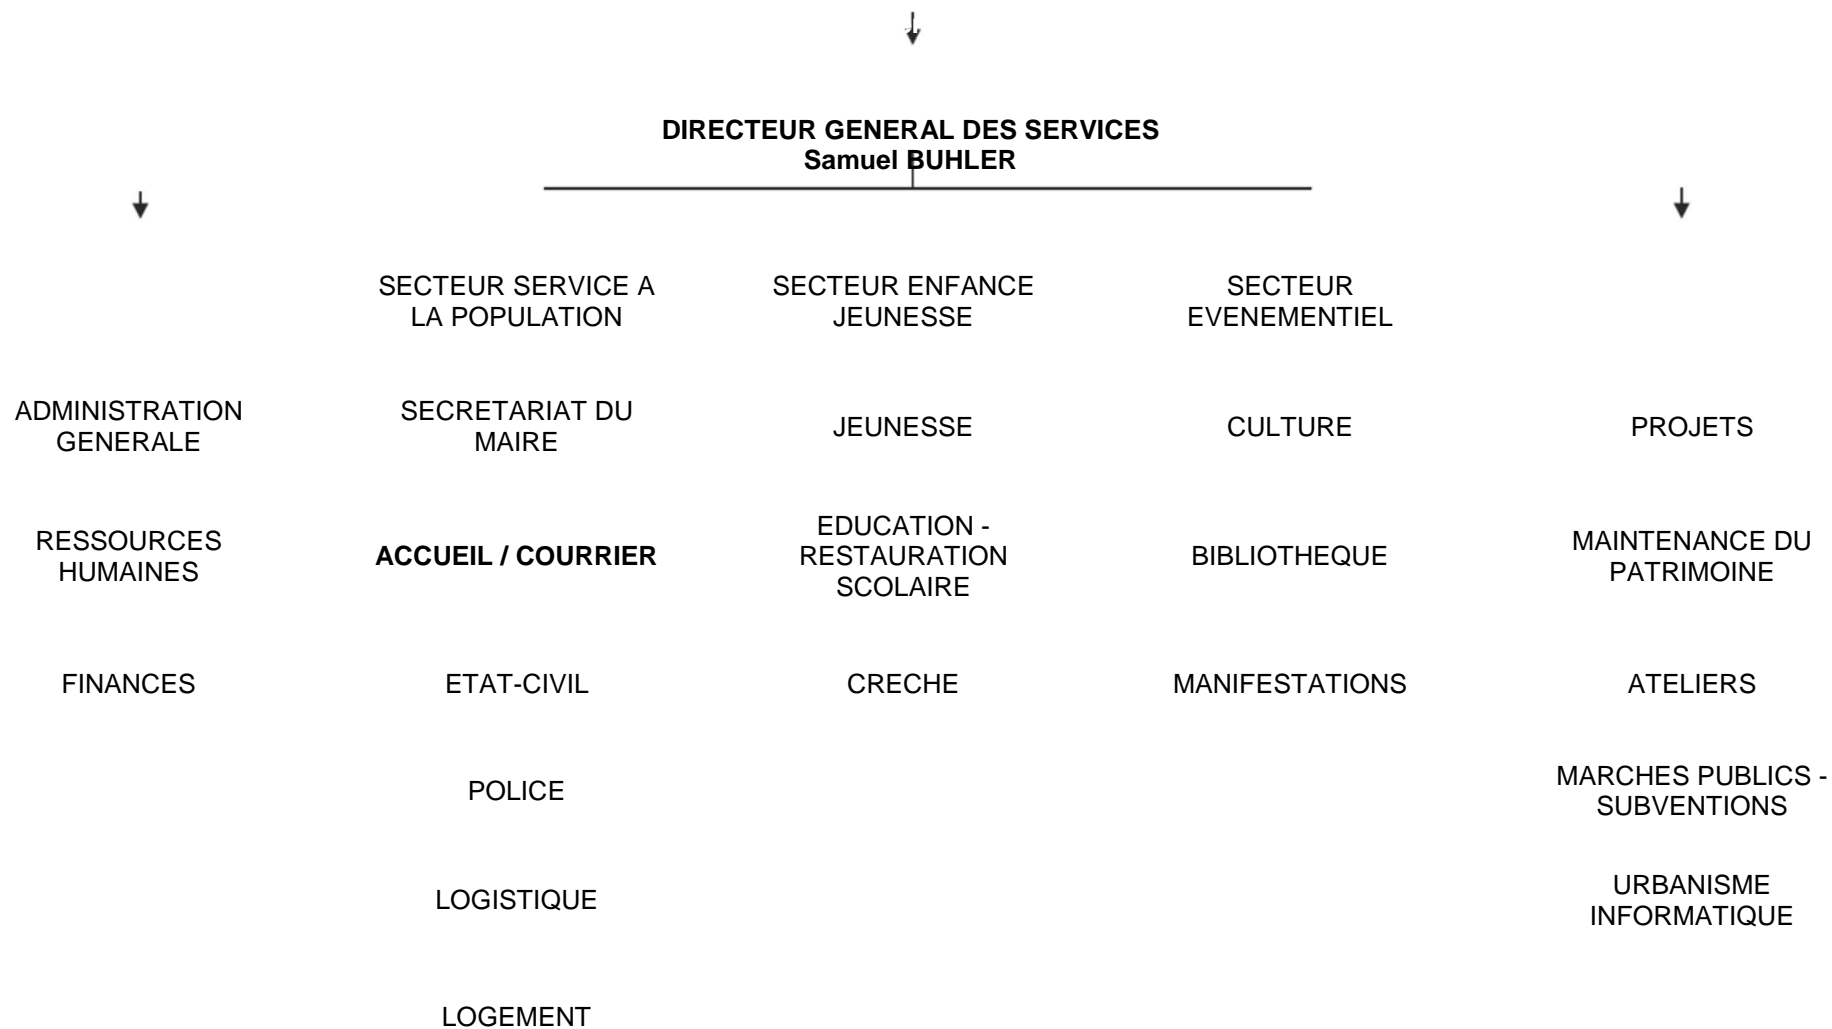 DIRECTEUR GENERAL DES SERVICES
Samuel BUHLER
SECTEUR SERVICE A
LA POPULATION
SECTEUR ENFANCE
JEUNESSE
SECTEUR
EVENEMENTIEL
ADMINISTRATION
GENERALE
SECRETARIAT DU
MAIRE
JEUNESSE
CULTURE
PROJETS
RESSOURCES
HUMAINES
ACCUEIL / COURRIER
EDUCATION -
RESTAURATION
SCOLAIRE
BIBLIOTHEQUE
MAINTENANCE DU
PATRIMOINE
FINANCES
ETAT-CIVIL
CRECHE
MANIFESTATIONS
ATELIERS
POLICE
MARCHES PUBLICS -
SUBVENTIONS
LOGISTIQUE
URBANISME
INFORMATIQUE
LOGEMENT